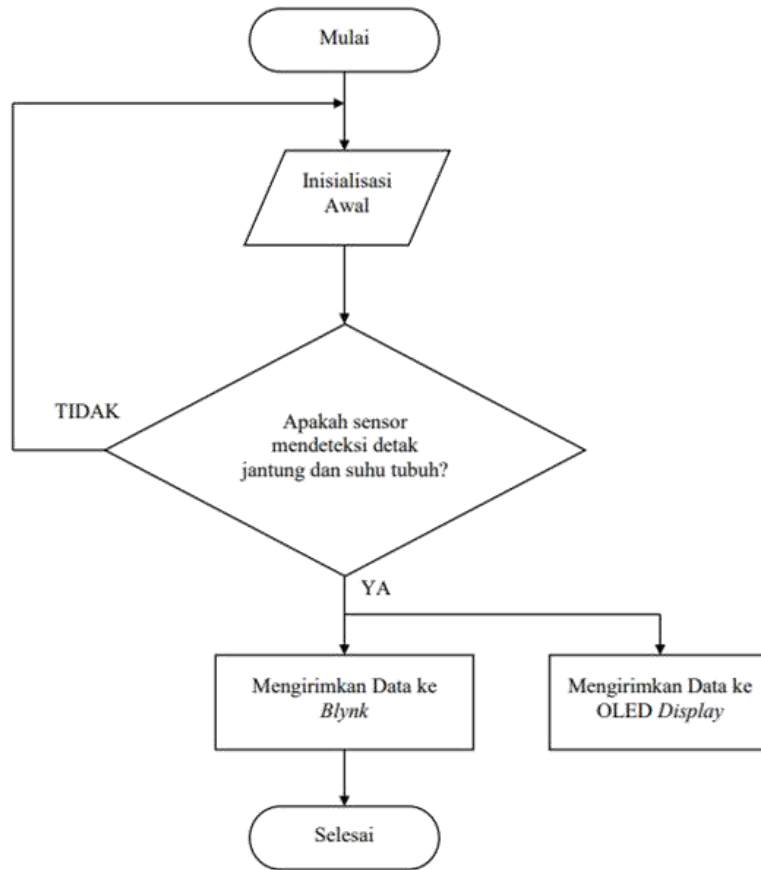 Mulai
Inisialisasi
Awal
TIDAK
Apakah sensor
mendeteksi detak
jantung dan suhu tubuh?
YA
Mengirimkan Data ke
Blynk
Mengirimkan Data ke
OLED Display
Selesai